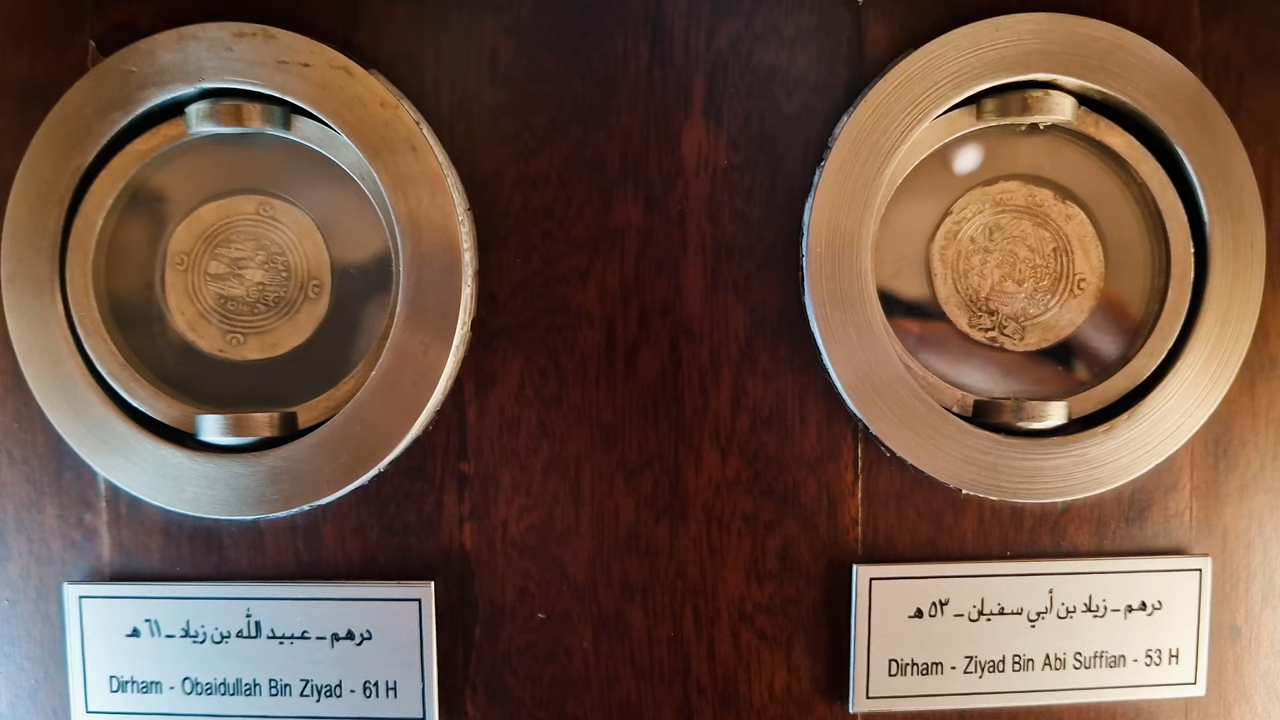 درهم ـ عبيد الله بن زياد ـ ٦١ هـ
Dirham - Obaidullah Bin Ziyad - 61 H
درهم ـ زياد بن أبي سفيان ـ ٥٣ هـ
Dirham - Ziyad Bin Abi Suffian - 53 H